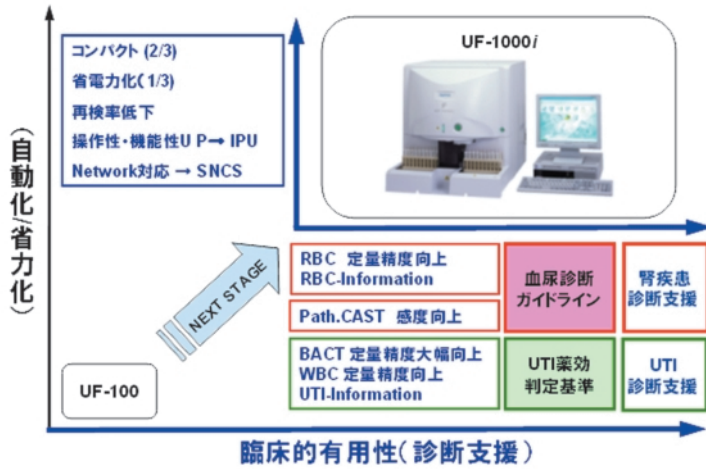 コンパクト (2/3)
省電力化(1/3)
再検率低下
操作性・機能性U P→ IPU
Network対応 → SNCS
UF-1000i
(自動化/省力化)
NEXT STAGE
RBC 定量精度向上
RBC-Information
Path.CAST 感度向上
BACT 定量精度大幅向上
WBC 定量精度向上
UTI-Information
血尿診断
ガイドライン
腎疾患
診断支援
UTI薬効
判定基準
UTI
診断支援
UF-100
臨床的有用性(診断支援)